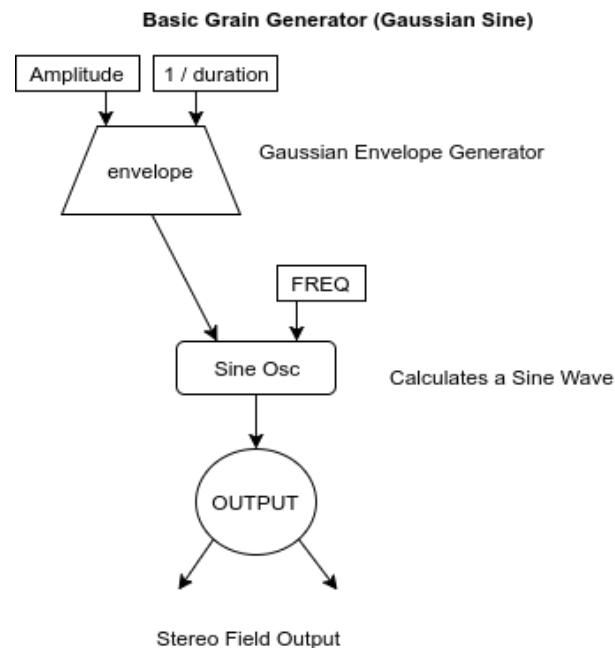 Basic Grain Generator (Gaussian Sine)
Amplitude
1 / duration
envelope
Gaussian Envelope Generator
FREQ
Sine Osc
Calculates a Sine Wave
OUTPUT
Stereo Field Output